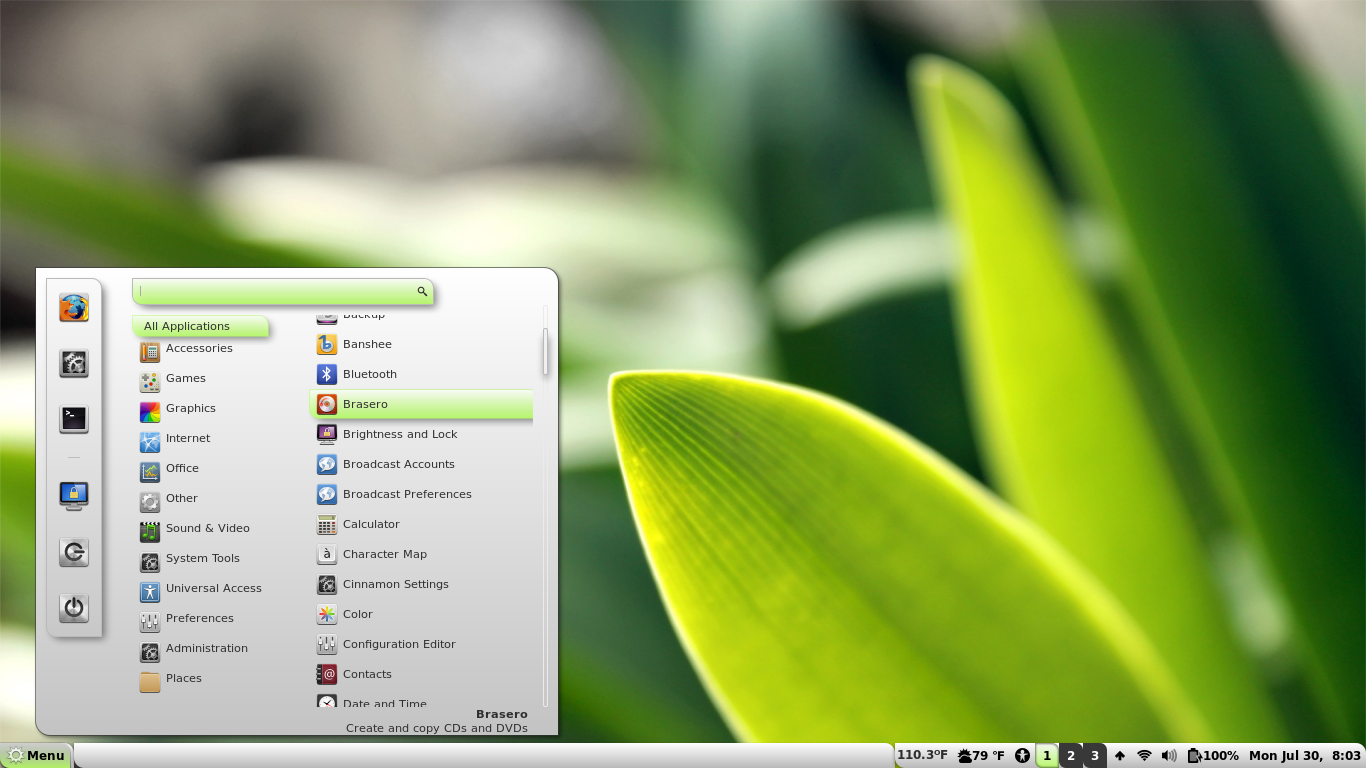 All Applications
Accessories
Games
Graphics
Internet
Office
Other
Sound & Video
System Tools
Universal Access
Preferences
Administration
Places
Backup
Banshee
Bluetooth
Brasero
Brightness and Lock
Broadcast Accounts
Broadcast Preferences
Calculator
à
Character Map
Cinnamon Settings
Color
Configuration Editor
@
Contacts
Date and Time
Brasero
Create and copy CDs and DVDs
Menu 110.3ºF 79 °F 1 2 3 100% Mon Jul 30, 8:03